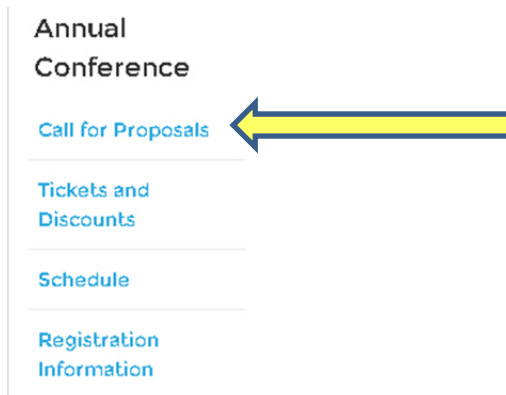 Annual
Conference
Call for Proposals
Tickets and
Discounts
Schedule
Registration
Information